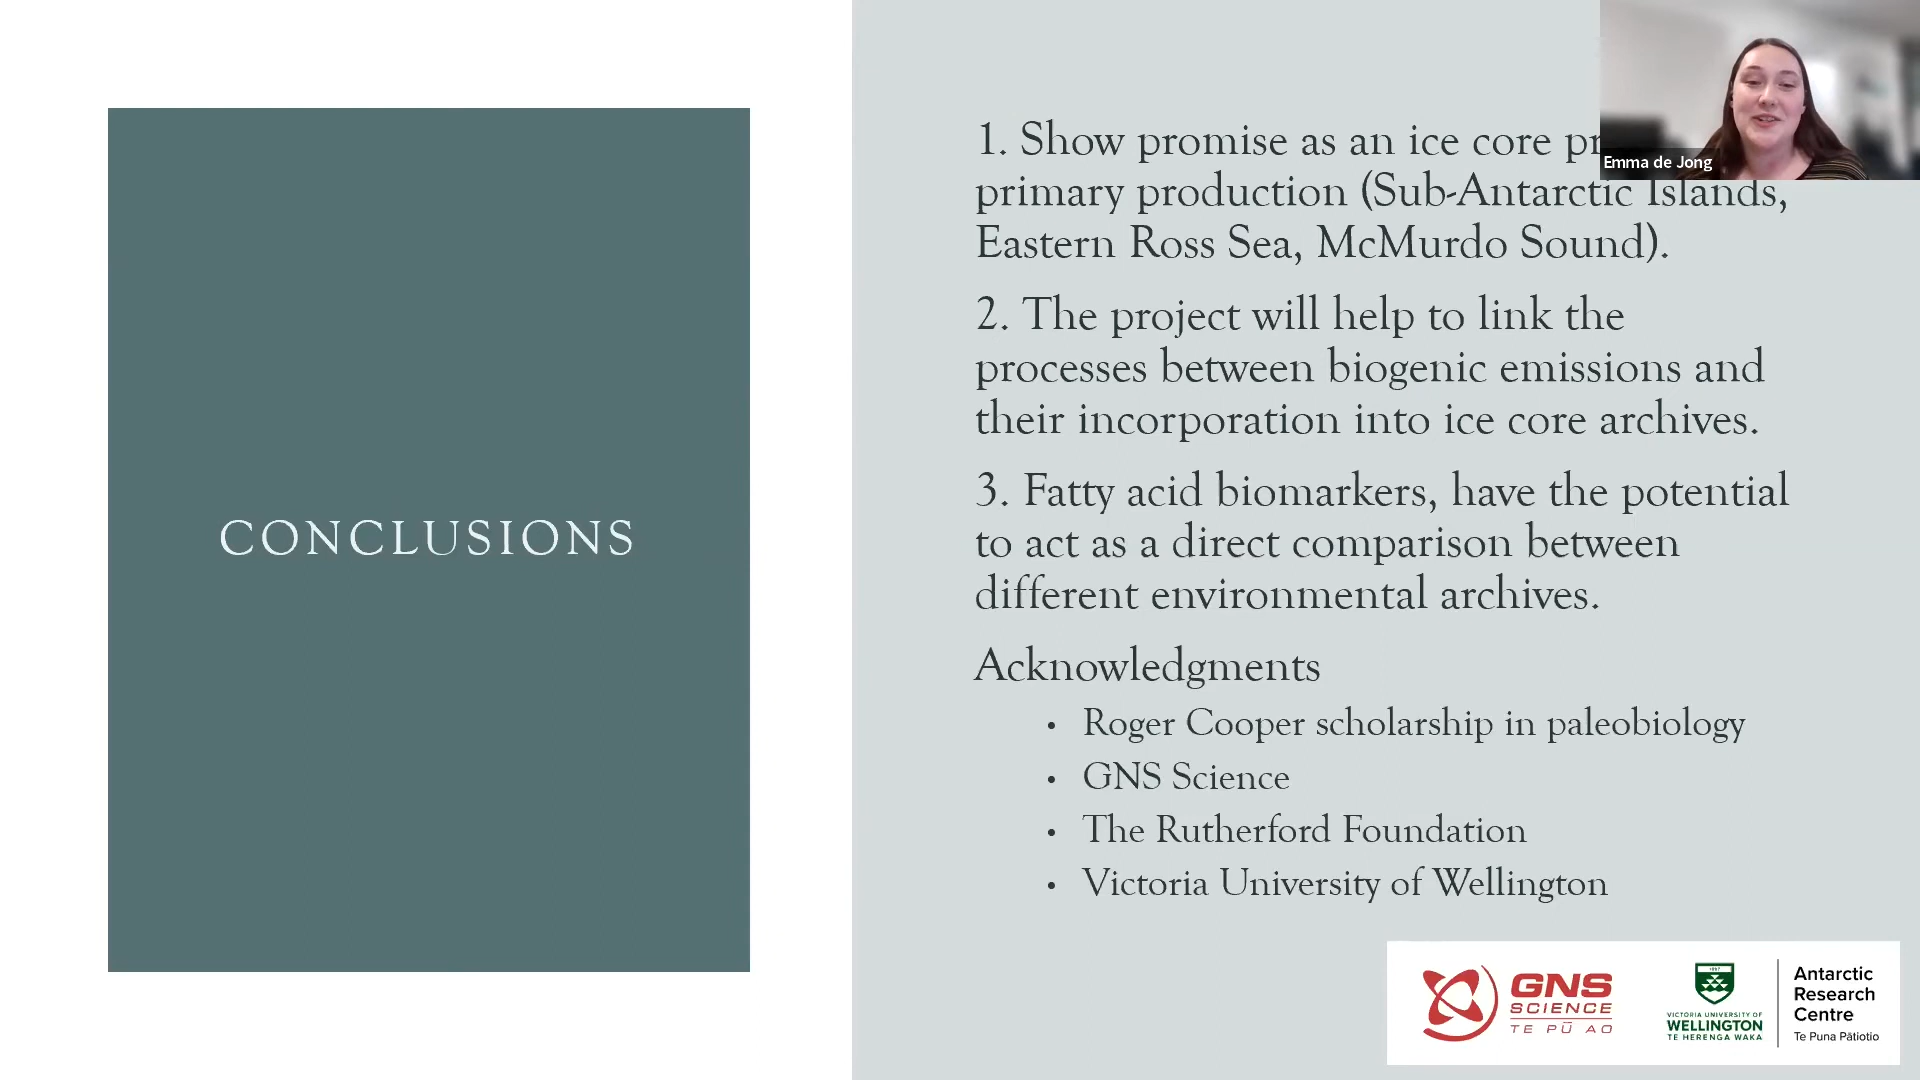 CONCLUSIONS
1. Show promise as an ice core
primary production (Sub-Antarctic Islands,
Eastern Ross Sea, McMurdo Sound).
2. The project will help to link the
processes between biogenic emissions and
their incorporation into ice core archives.
3. Fatty acid biomarkers, have the potential
to act as a direct comparison between
different environmental archives.
Acknowledgments
• Roger Cooper scholarship in paleobiology
• GNS Science
• The Rutherford Foundation
• Victoria University of Wellington
Emma de Jong
GNS
SCIENCE
TE PŪ AO
VICTORIA UNIVERSITY OF
WELLINGTON
TE HERENGA WAKA
Antarctic
Research
Centre
Te Puna Pātiotio